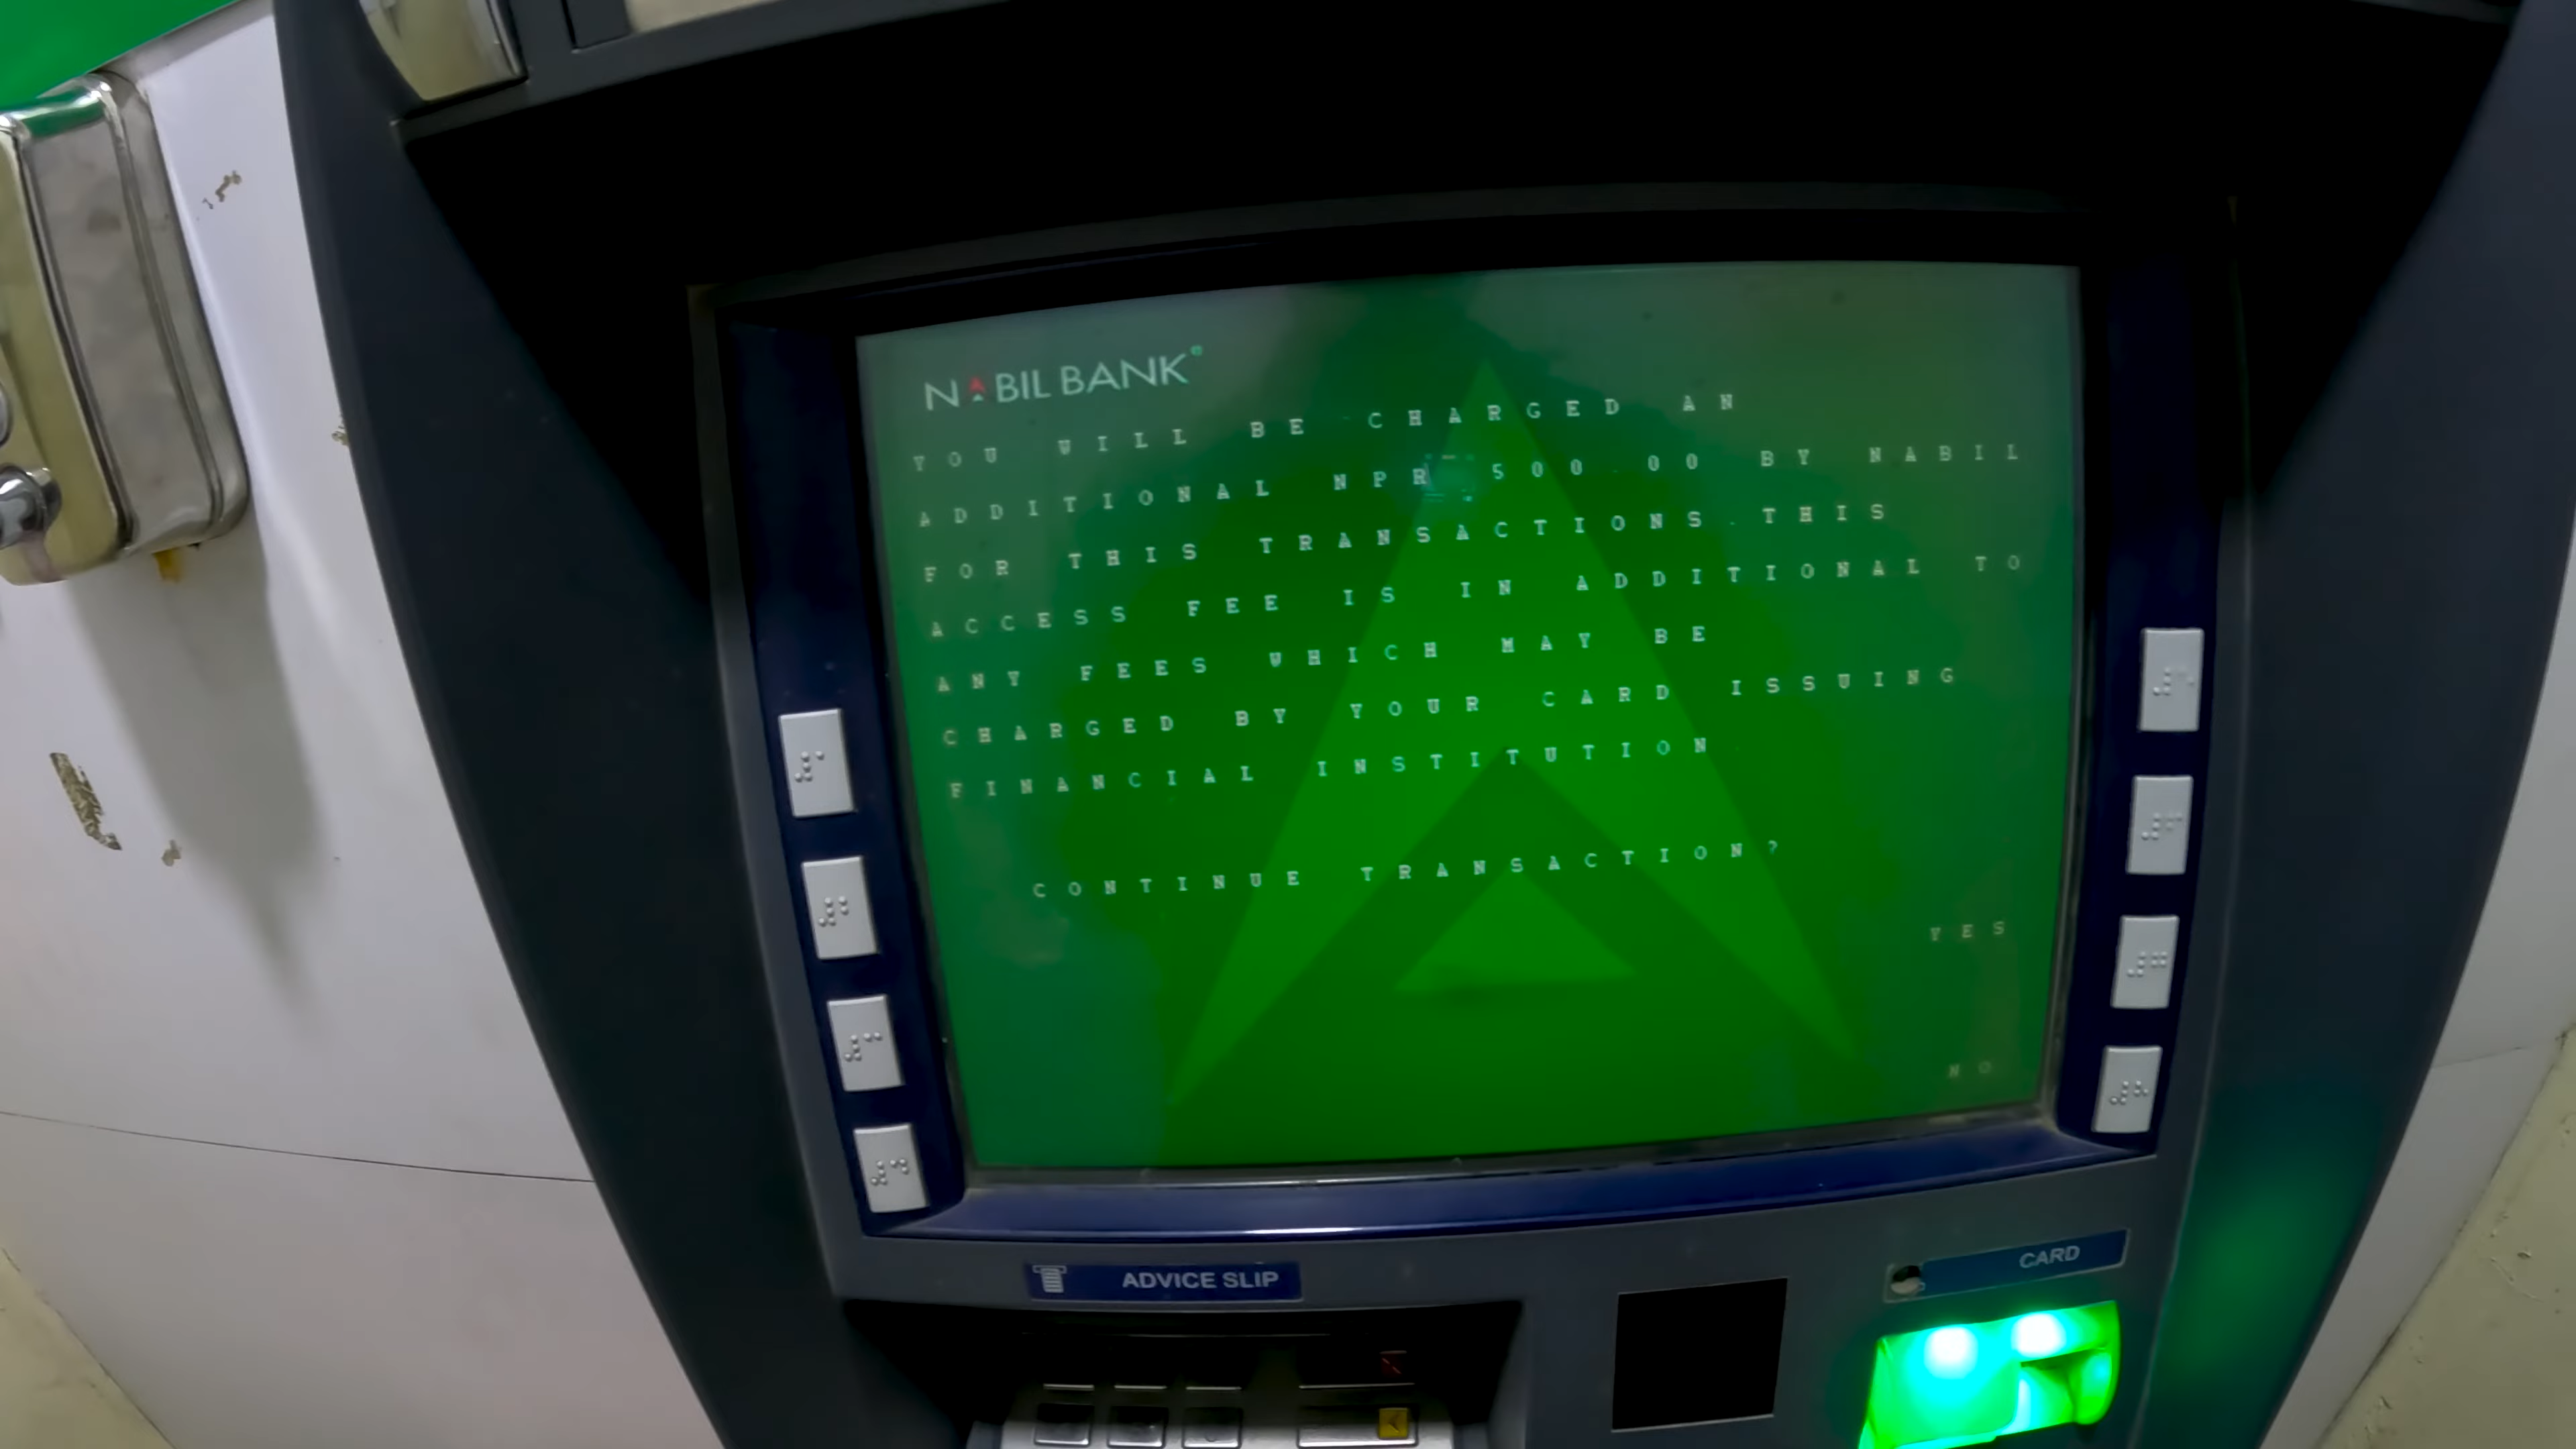 NABIL BANK
YOU WILL BE CHARGED AN
ADDITIONAL NPR 500.00 BY NABIL
FOR THIS TRANSACTIONS.THIS
ACCESS FEE IS IN ADDITIONAL TO
ANY FEES WHICH MAY BE
CHARGED BY YOUR CARD ISSUING
FINANCIAL INSTITUTION
CONTINUE TRANSACTION?
YES
NO
ADVICE SLIP
CARD